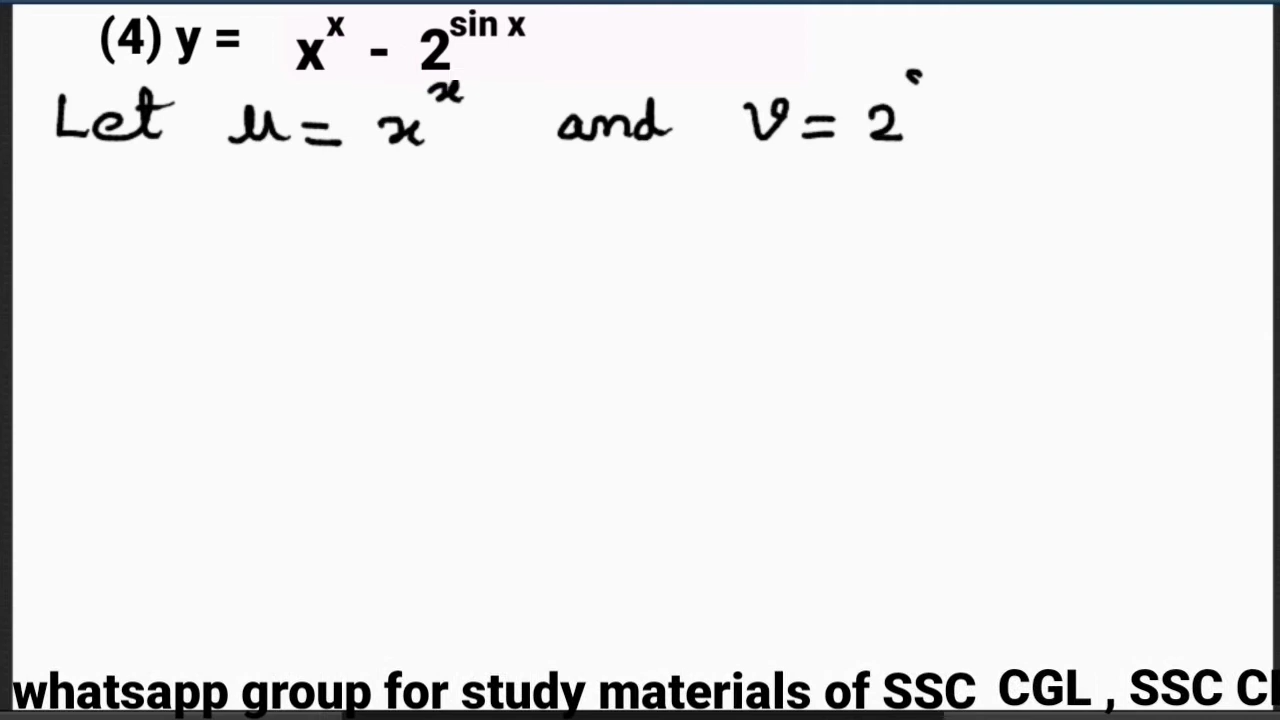 (4) y = x^x - 2^sin x
Let u = x^x and v = 2
whatsapp group for study materials of SSC CGL , SSC